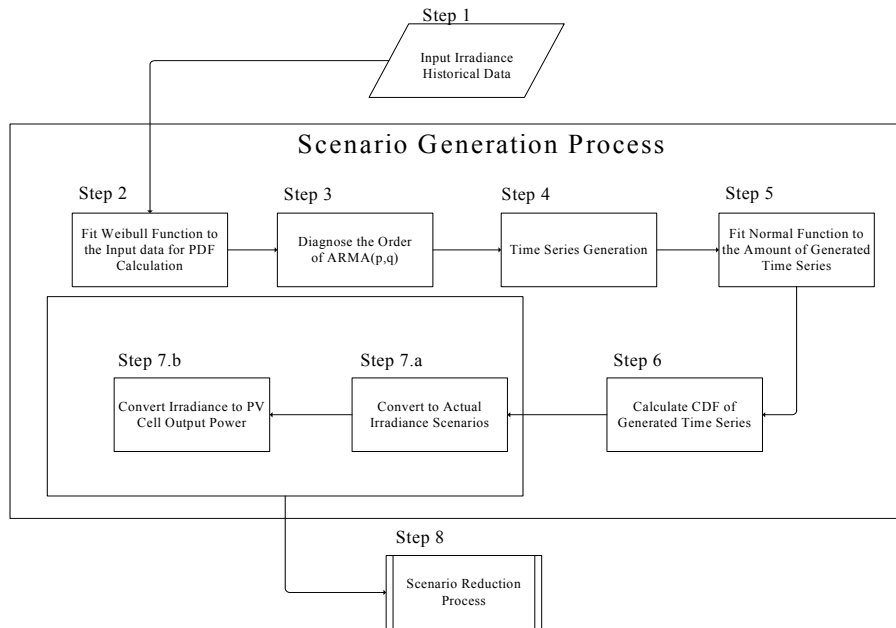 Step 1
Input Irradiance
Historical Data
Scenario Generation Process
Step 2
Fit Weibull Function to
the Input data for PDF
Calculation
Step 3
Diagnose the Order
of ARMA(p,q)
Step 4
Time Series Generation
Step 5
Fit Normal Function to
the Amount of Generated
Time Series
Step 7.b
Convert Irradiance to PV
Cell Output Power
Step 7.a
Convert to Actual
Irradiance Scenarios
Step 6
Calculate CDF of
Generated Time Series
Step 8
Scenario Reduction
Process